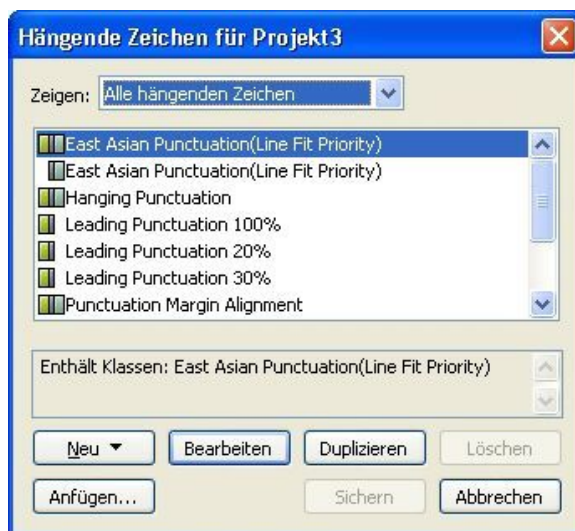 Hängende Zeichen für Projekt3
Zeigen: Alle hängenden Zeichen
East Asian Punctuation(Line Fit Priority)
East Asian Punctuation(Line Fit Priority)
Hanging Punctuation
Leading Punctuation 100%
Leading Punctuation 20%
Leading Punctuation 30%
Punctuation Margin Alignment
Enthält Klassen: East Asian Punctuation(Line Fit Priority)
Neu Bearbeiten Duplizieren Löschen
Anfügen... Sichern Abbrechen